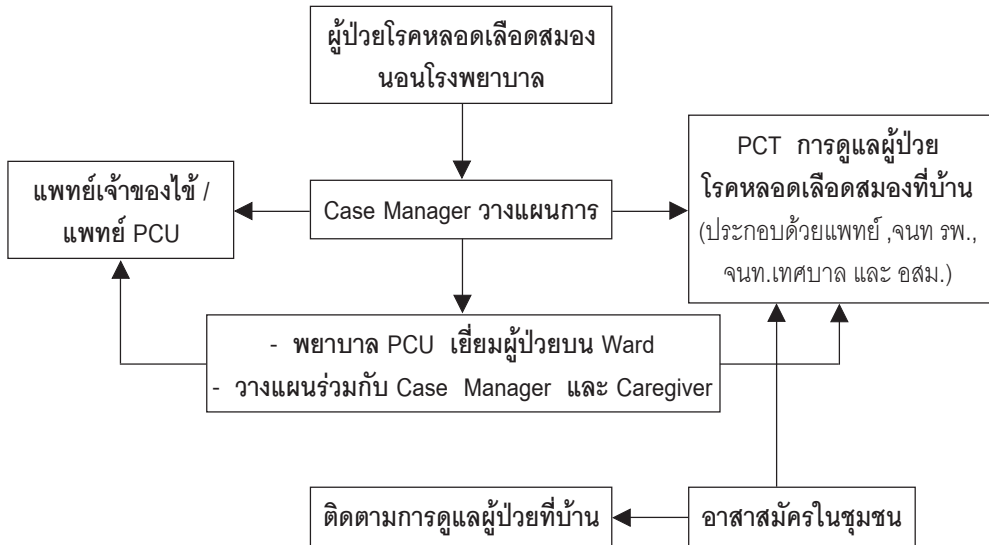 ผู้ป่วยโรคหลอดเลือดสมอง
นอนโรงพยาบาล
แพทย์เจ้าของไข้ /
แพทย์ PCU
Case Manager วางแผนการ
PCT การดูแลผู้ป่วย
โรคหลอดเลือดสมองที่บ้าน
(ประกอบด้วยแพทย์ ,จนท รพ.,
จนท.เทศบาล และ อสม.)
- พยาบาล PCU เยี่ยมผู้ป่วยบน Ward
- วางแผนร่วมกับ Case Manager และ Caregiver
ติดตามการดูแลผู้ป่วยที่บ้าน
อาสาสมัครในชุมชน